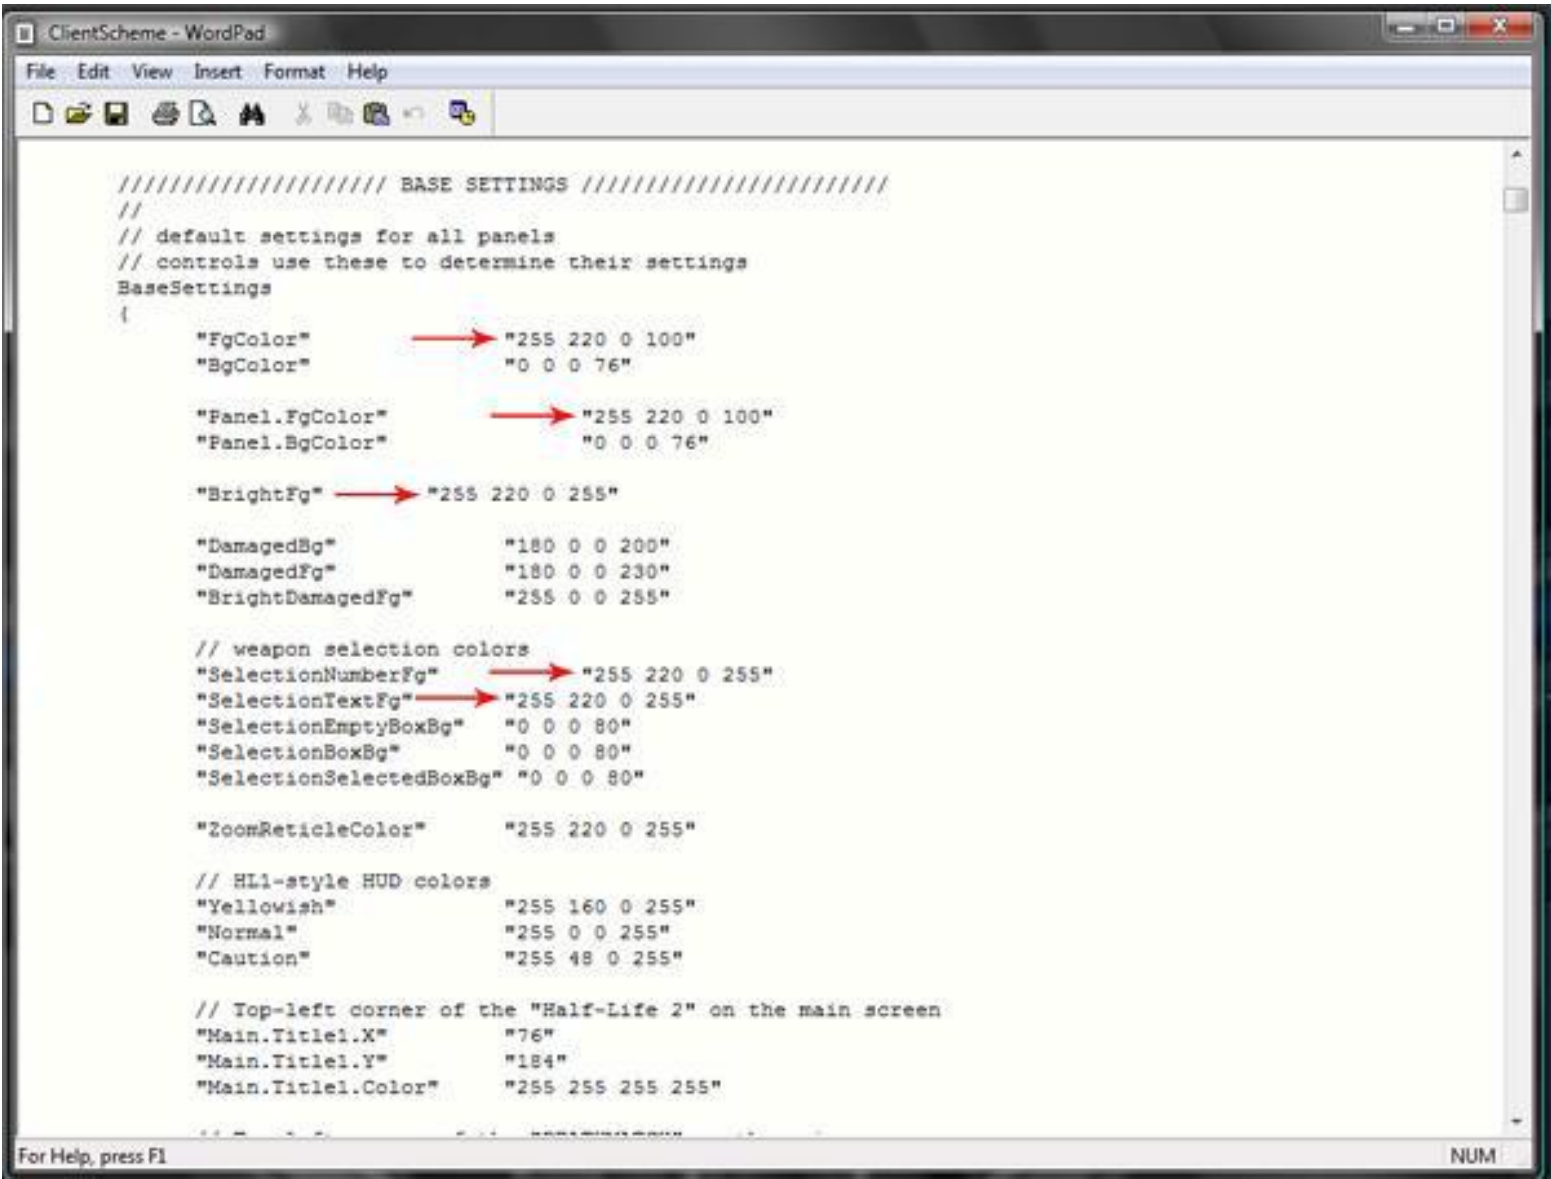 ClientScheme - WordPad
File Edit View Insert Format Help
///////////////////// BASE SETTINGS ////////////////////////
//
// default settings for all panels
// controls use these to determine their settings
BaseSettings
{
"FgColor" "255 220 0 100"
"BgColor" "0 0 0 76"
"Panel.FgColor" "255 220 0 100"
"Panel.BgColor" "0 0 0 76"
"BrightFg" "255 220 0 255"
"DamagedBg" "180 0 0 200"
"DamagedFg" "180 0 0 230"
"BrightDamagedFg" "255 0 0 255"
// weapon selection colors
"SelectionNumberFg" "255 220 0 255"
"SelectionTextFg" "255 220 0 255"
"SelectionEmptyBoxBg" "0 0 0 80"
"SelectionBoxBg" "0 0 0 80"
"SelectionSelectedBoxBg" "0 0 0 80"
"ZoomReticleColor" "255 220 0 255"
// HL1-style HUD colors
"Yellowish" "255 160 0 255"
"Normal" "255 0 0 255"
"Caution" "255 48 0 255"
// Top-left corner of the "Half-Life 2" on the main screen
"Main.Title1.X" "76"
"Main.Title1.Y" "184"
"Main.Title1.Color" "255 255 255 255"
For Help, press F1
NUM